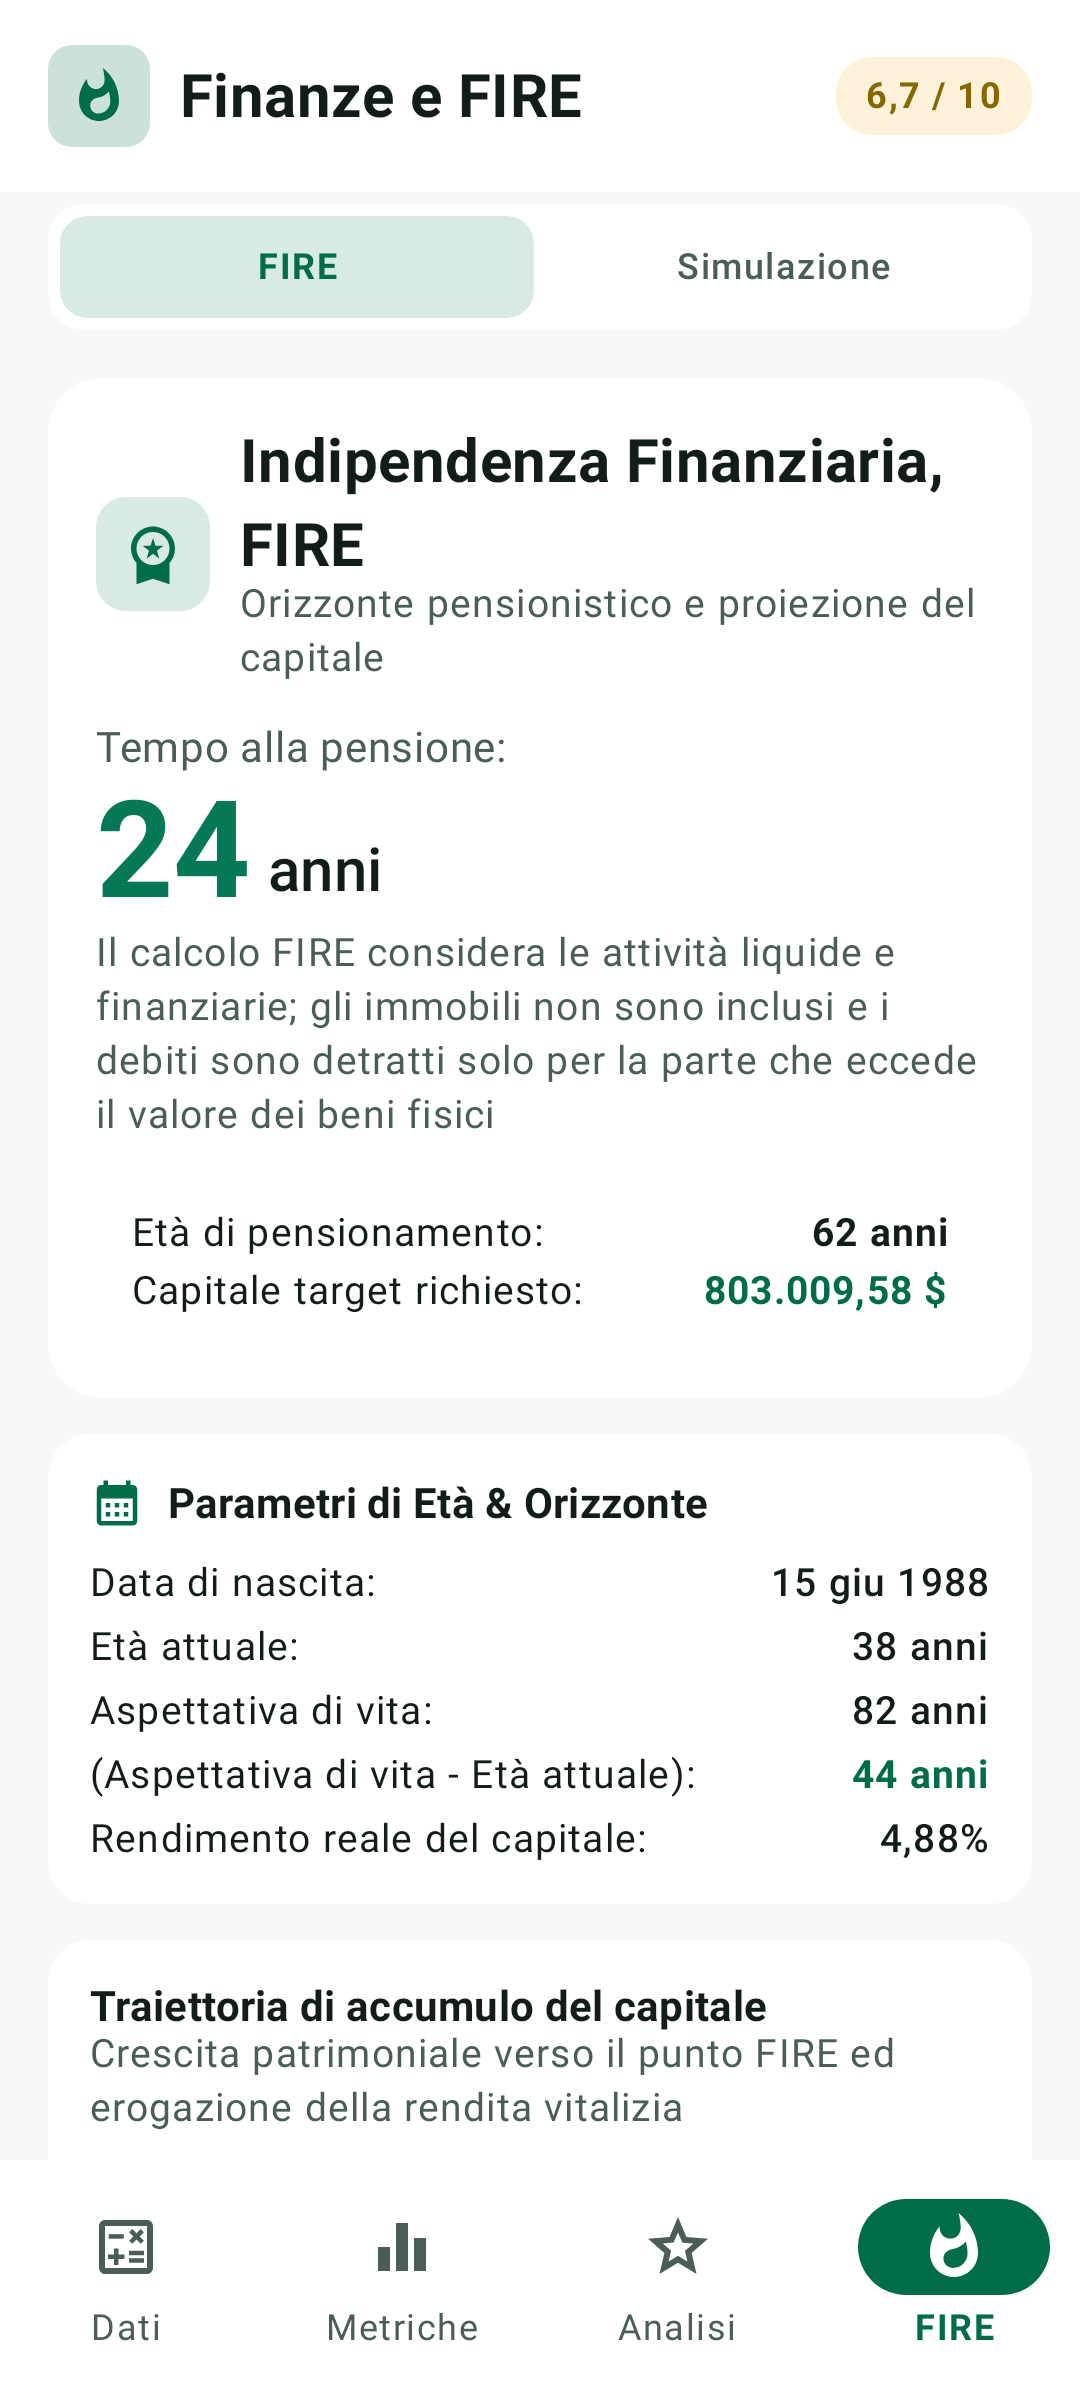 Finanze e FIRE
6,7 / 10
FIRE
Simulazione
Indipendenza Finanziaria,
FIRE
Orizzonte pensionistico e proiezione del
capitale
Tempo alla pensione:
24 anni
Il calcolo FIRE considera le attività liquide e
finanziarie; gli immobili non sono inclusi e i
debiti sono detratti solo per la parte che eccede
il valore dei beni fisici
Età di pensionamento: 62 anni
Capitale target richiesto: 803.009,58 $
Parametri di Età & Orizzonte
Data di nascita: 15 giu 1988
Età attuale: 38 anni
Aspettativa di vita: 82 anni
(Aspettativa di vita - Età attuale): 44 anni
Rendimento reale del capitale: 4,88%
Traiettoria di accumulo del capitale
Crescita patrimoniale verso il punto FIRE ed
erogazione della rendita vitalizia
Dati
Metriche
Analisi
FIRE